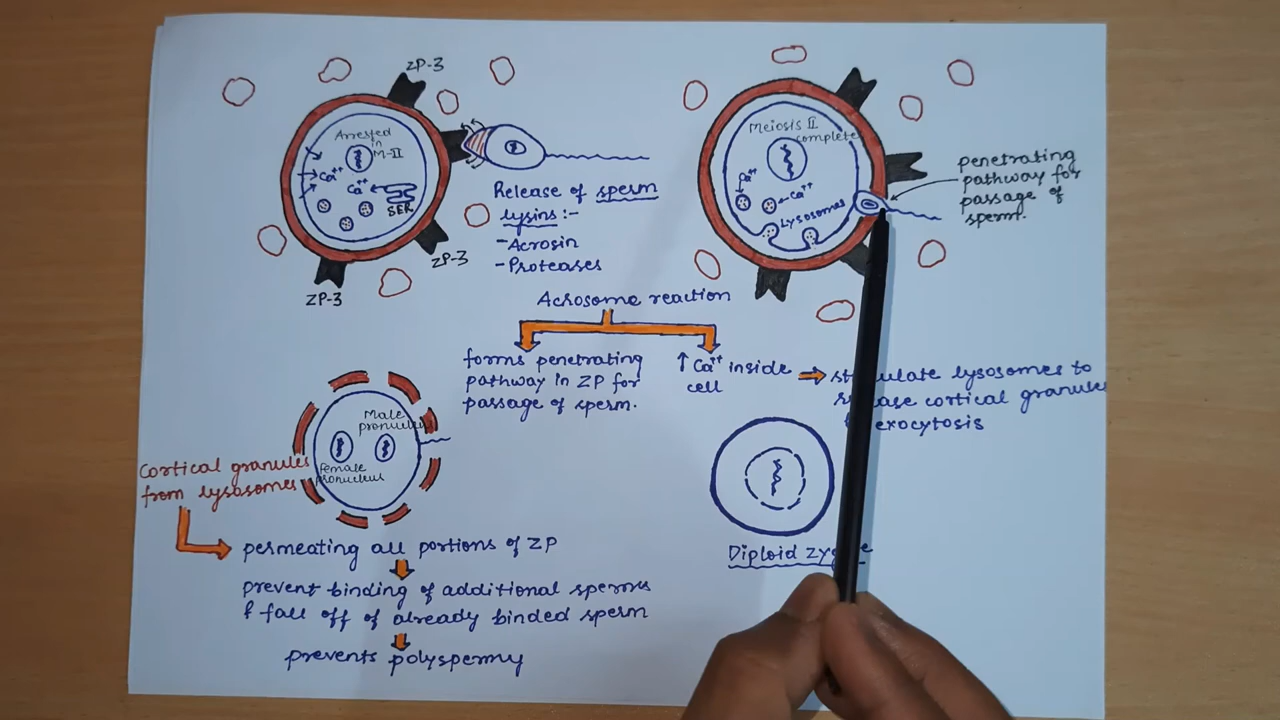 ZP-3
Arrested
in
M-II
Ca++
Ca++
SER
ZP-3
ZP-3
Release of sperm
lysins :-
- Acrosin
- Proteases
Meiosis II
complete
Ca++
Ca++
Lysosomes
penetrating
pathway for
passage of
sperm.
Acrosome reaction
forms penetrating
pathway in ZP for
passage of sperm.
↑ Ca++ inside
cell
lysosomes to
cortical granules
exocytosis
Male
pronucleus
Female
pronucleus
Cortical granules
from lysosomes
permeating all portions of ZP
prevent binding of additional sperms
& fall off of already binded sperm
prevents polyspermy
Diploid